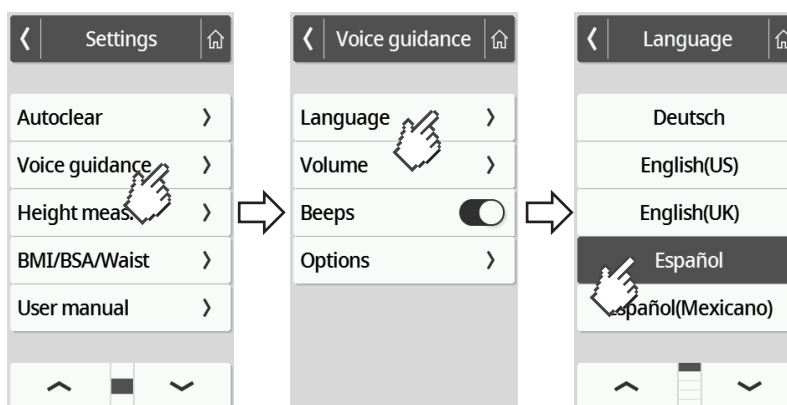 Settings
Autoclear
Voice guidance
Height meas.
BMI/BSA/Waist
User manual
Voice guidance
Language
Volume
Beeps
Options
Language
Deutsch
English(US)
English(UK)
Español
Español(Mexicano)